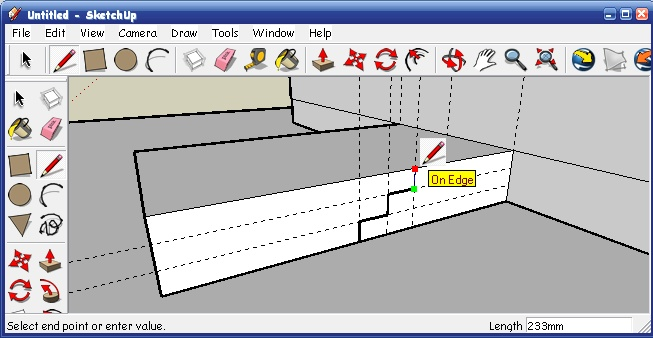 Untitled - SketchUp
File Edit View Camera Draw Tools Window Help
On Edge
Select end point or enter value. Length 233mm